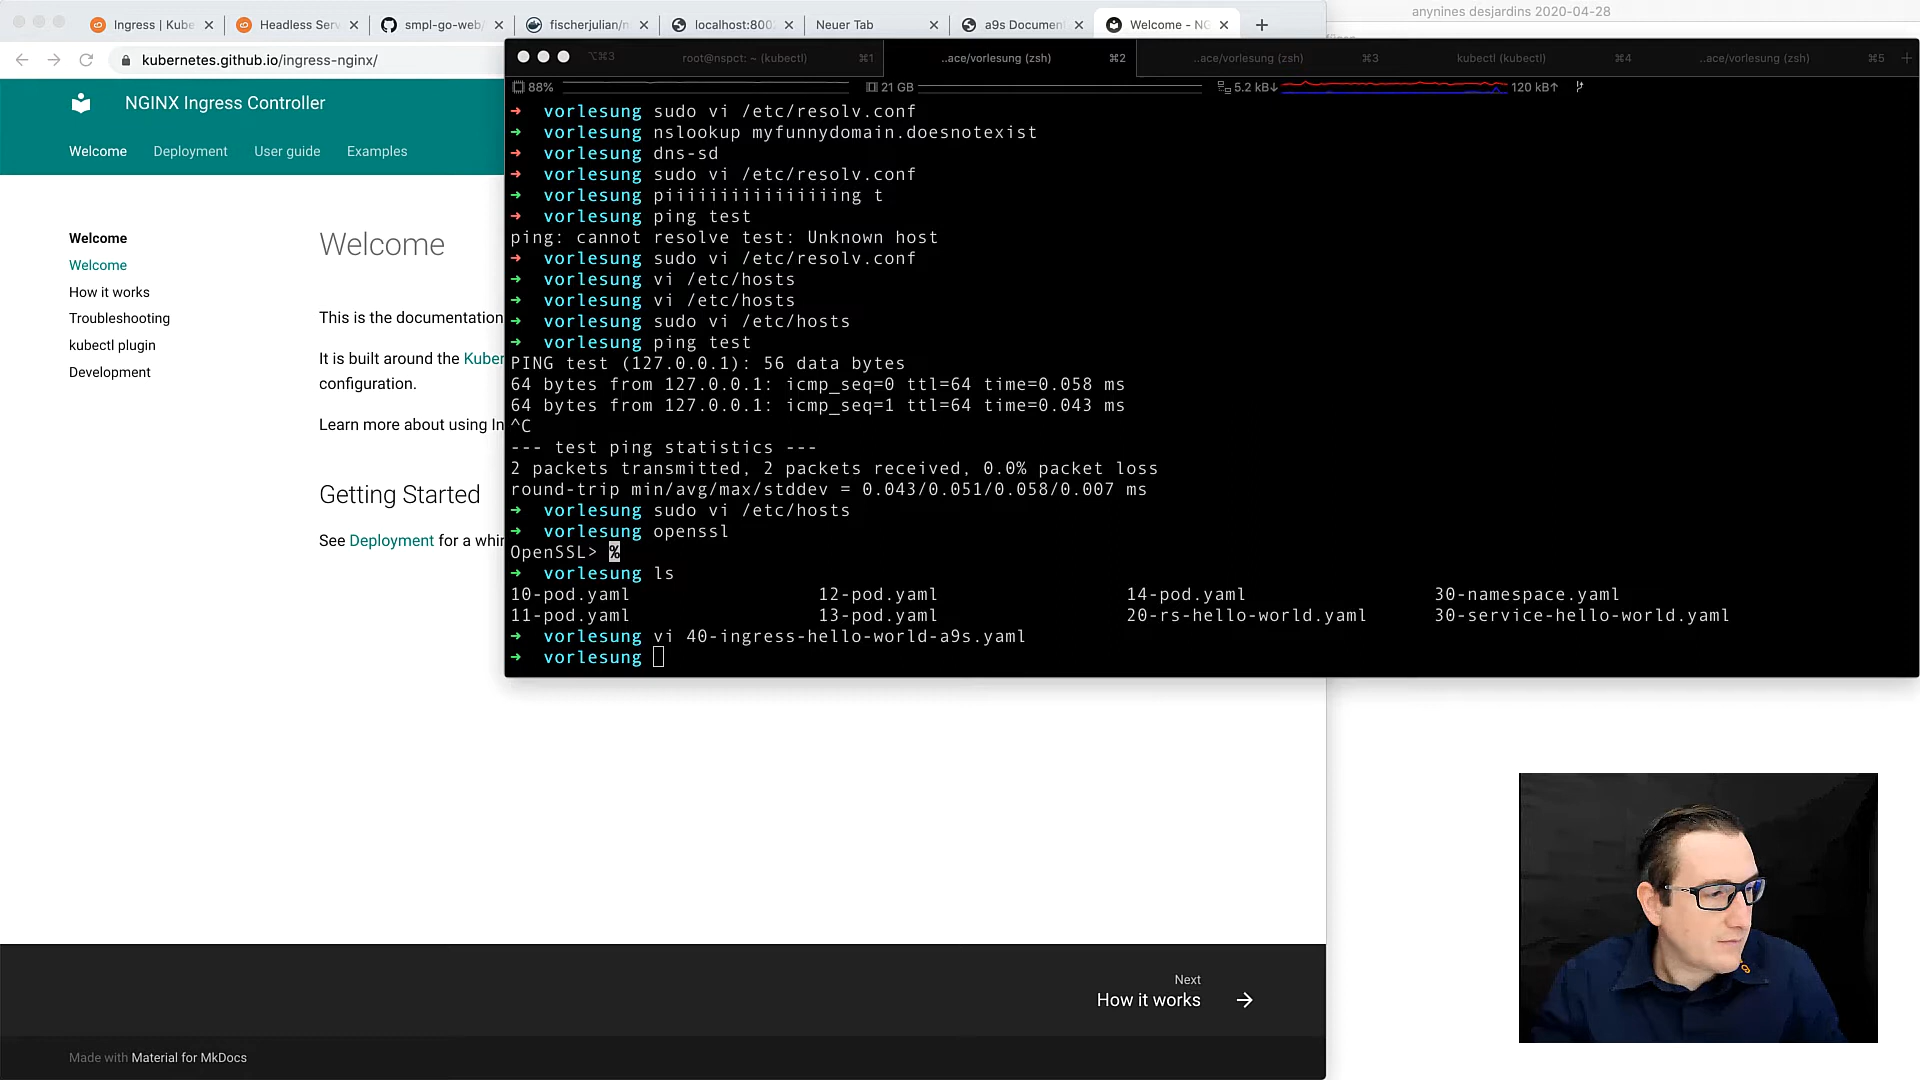 Ingress | Kube
Headless Serv
smpl-go-web/
fischerjulian/n
localhost:800
Neuer Tab
a9s Documen
Welcome - NG
anynines desjardins 2020-04-28
kubernetes.github.io/ingress-nginx/
NGINX Ingress Controller
Welcome
Deployment
User guide
Examples
Welcome
Welcome
How it works
Troubleshooting
kubectl plugin
Development
Welcome
This is the documentation
It is built around the Kuber
configuration.
Learn more about using In
Getting Started
See Deployment for a whir
Next
How it works
Made with Material for MkDocs
⌥⌘3
root@nspct: ~ (kubectl) ⌘1
..ace/vorlesung (zsh) ⌘2
..ace/vorlesung (zsh) ⌘3
kubectl (kubectl) ⌘4
..ace/vorlesung (zsh) ⌘5
88%
21 GB
5.2 kB↓
120 kB↑
➜ vorlesung sudo vi /etc/resolv.conf
➜ vorlesung nslookup myfunnydomain.doesnotexist
➜ vorlesung dns-sd
➜ vorlesung sudo vi /etc/resolv.conf
➜ vorlesung piiiiiiiiiiiiiiiing t
➜ vorlesung ping test
ping: cannot resolve test: Unknown host
➜ vorlesung sudo vi /etc/resolv.conf
➜ vorlesung vi /etc/hosts
➜ vorlesung vi /etc/hosts
➜ vorlesung sudo vi /etc/hosts
➜ vorlesung ping test
PING test (127.0.0.1): 56 data bytes
64 bytes from 127.0.0.1: icmp_seq=0 ttl=64 time=0.058 ms
64 bytes from 127.0.0.1: icmp_seq=1 ttl=64 time=0.043 ms
^C
--- test ping statistics ---
2 packets transmitted, 2 packets received, 0.0% packet loss
round-trip min/avg/max/stddev = 0.043/0.051/0.058/0.007 ms
➜ vorlesung sudo vi /etc/hosts
➜ vorlesung openssl
OpenSSL> %
➜ vorlesung ls
10-pod.yaml 12-pod.yaml 14-pod.yaml 30-namespace.yaml
11-pod.yaml 13-pod.yaml 20-rs-hello-world.yaml 30-service-hello-world.yaml
➜ vorlesung vi 40-ingress-hello-world-a9s.yaml
➜ vorlesung